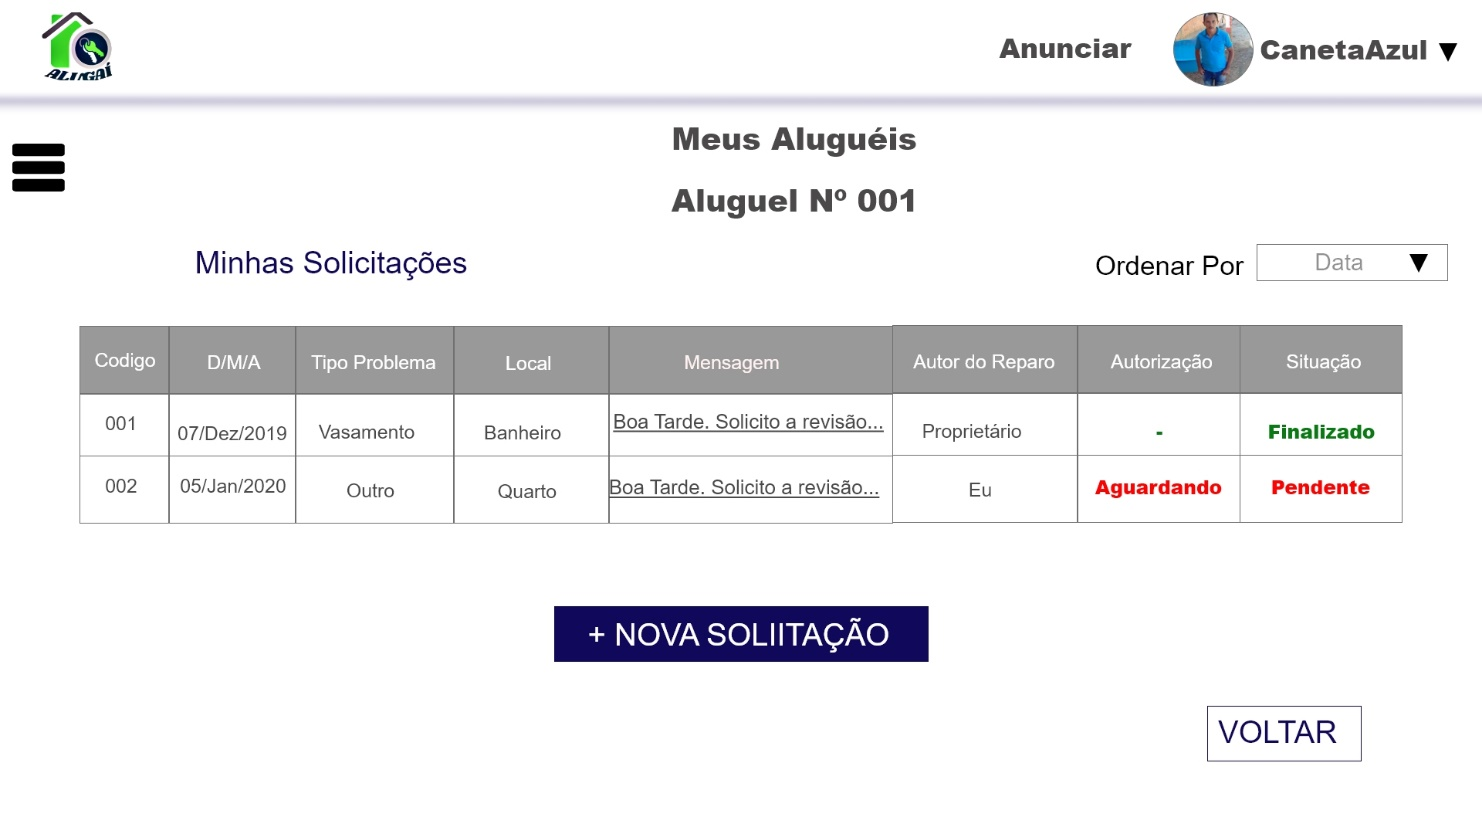 ALUGAÍ
Anunciar
CanetaAzul ▼
Meus Aluguéis
Aluguel Nº 001
Minhas Solicitações
Ordenar Por Data ▼
Codigo D/M/A Tipo Problema Local Mensagem Autor do Reparo Autorização Situação
001 07/Dez/2019 Vasamento Banheiro Boa Tarde. Solicito a revisão... Proprietário - Finalizado
002 05/Jan/2020 Outro Quarto Boa Tarde. Solicito a revisão... Eu Aguardando Pendente
+ NOVA SOLIITAÇÃO
VOLTAR